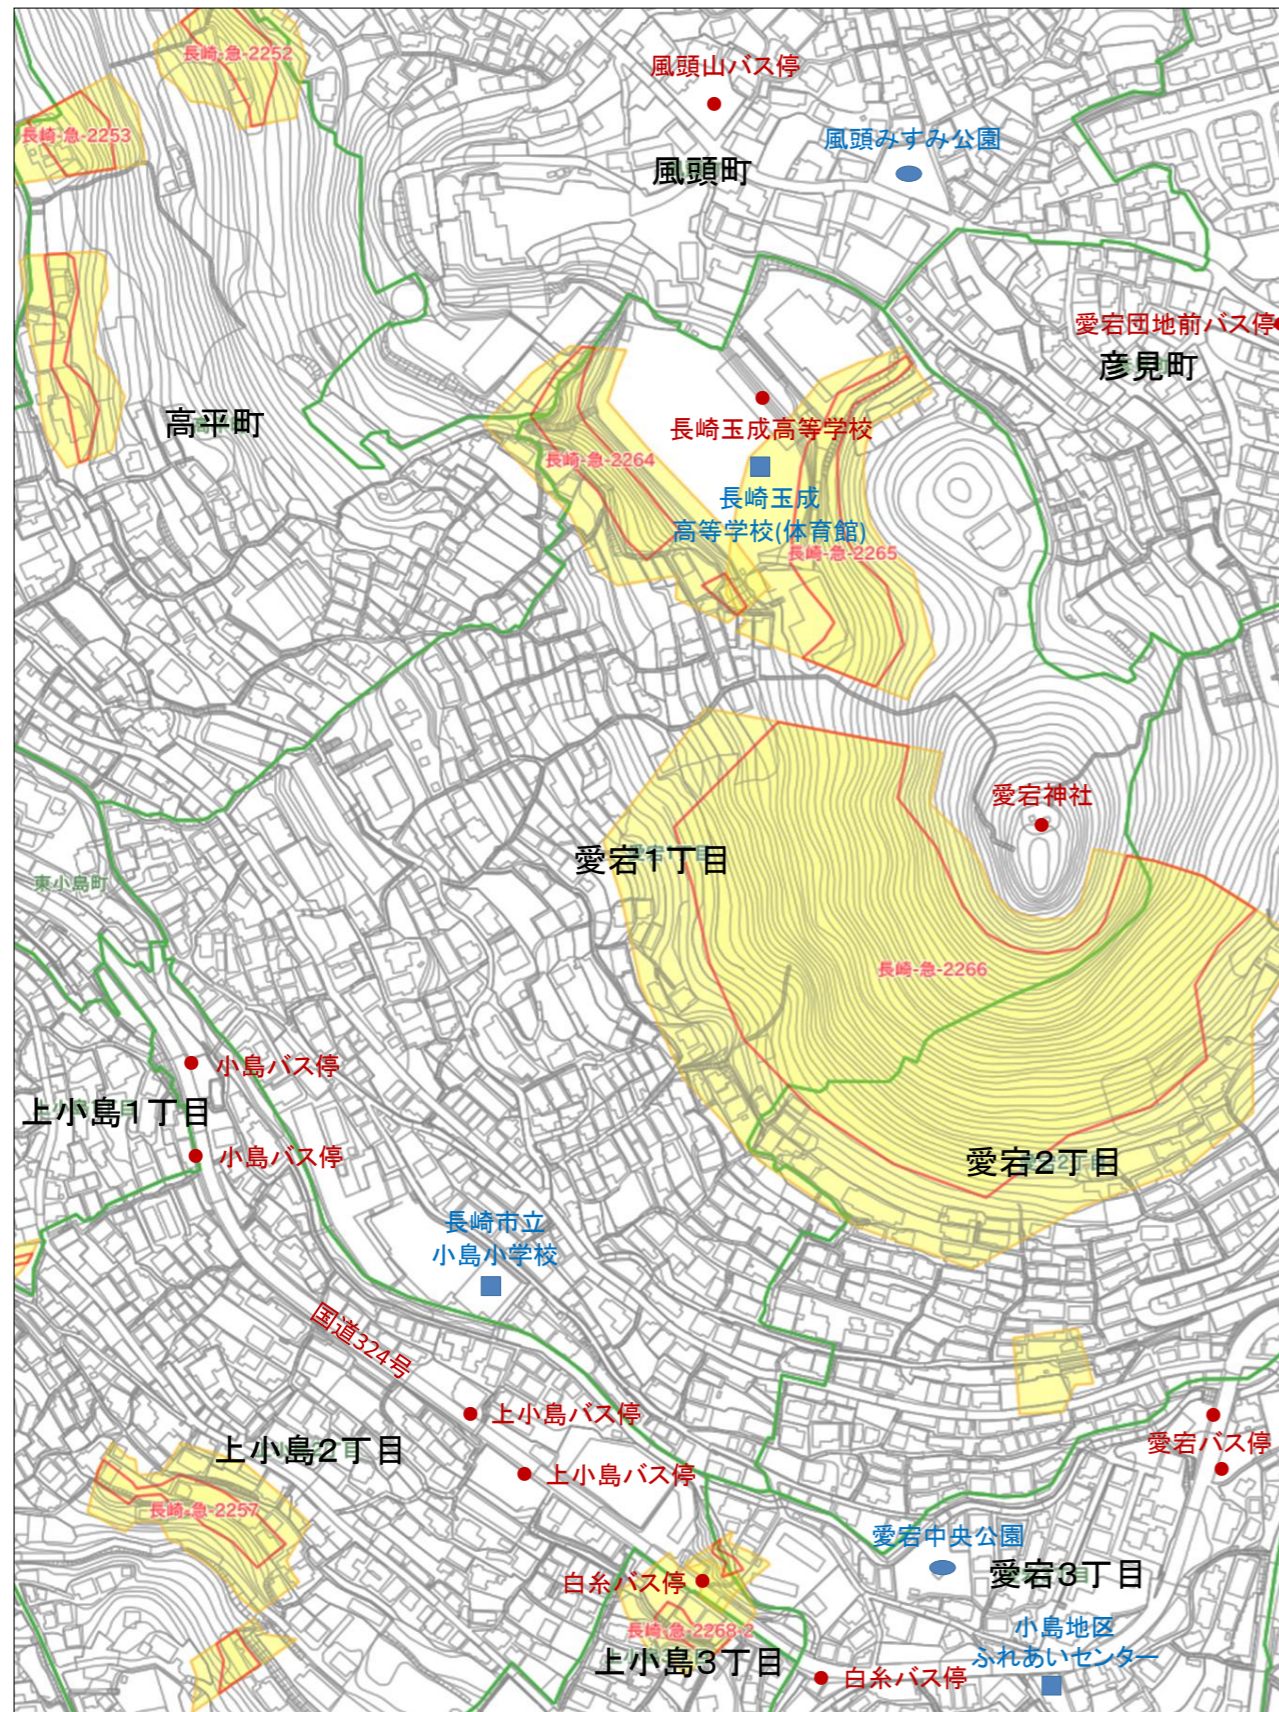 長崎-急-2252
風頭山バス停
長崎-急-2253
風頭みすみ公園
風頭町
愛宕団地前バス停
彦見町
高平町
長崎玉成高等学校
長崎-急-2264
長崎玉成
高等学校(体育館)
長崎-急-2265
愛宕神社
愛宕1丁目
東小島町
長崎-急-2266
小島バス停
上小島1丁目
小島バス停
愛宕2丁目
長崎市立
小島小学校
国道324号
上小島バス停
愛宕バス停
上小島2丁目
上小島バス停
長崎-急-2257
愛宕中央公園
愛宕3丁目
白糸バス停
小島地区
ふれあいセンター
長崎-急-2268-2
上小島3丁目
白糸バス停